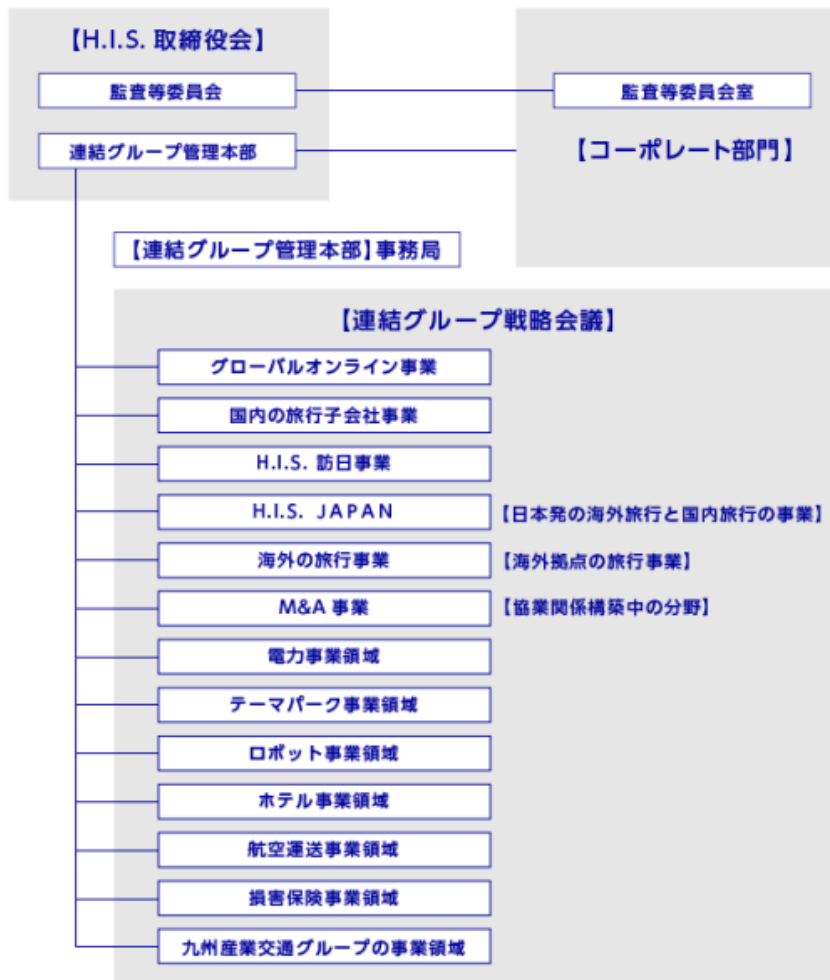 【H.I.S. 取締役会】
監査等委員会
監査等委員会室
連結グループ管理本部
【コーポレート部門】
【連結グループ管理本部】事務局
【連結グループ戦略会議】
グローバルオンライン事業
国内の旅行子会社事業
H.I.S. 訪日事業
H.I.S. JAPAN 【日本発の海外旅行と国内旅行の事業】
海外の旅行事業 【海外拠点の旅行事業】
M&A 事業 【協業関係構築中の分野】
電力事業領域
テーマパーク事業領域
ロボット事業領域
ホテル事業領域
航空運送事業領域
損害保険事業領域
九州産業交通グループの事業領域